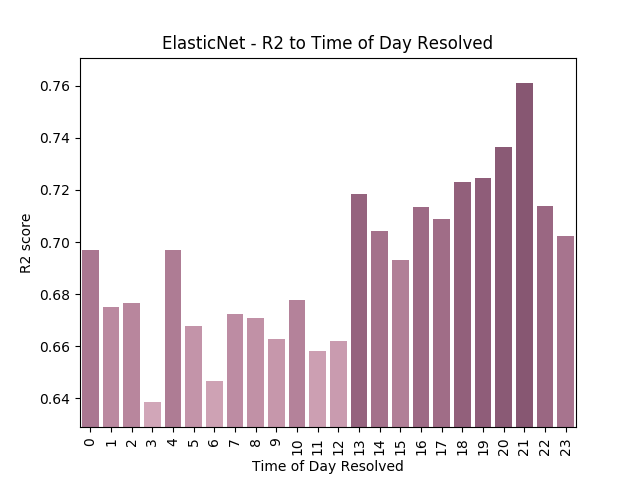 ElasticNet - R2 to Time of Day Resolved
0.76
0.74
0.72
0.70
0.68
0.66
0.64
R2 score
0 1 2 3 4 5 6 7 8 9 10 11 12 13 14 15 16 17 18 19 20 21 22 23
Time of Day Resolved